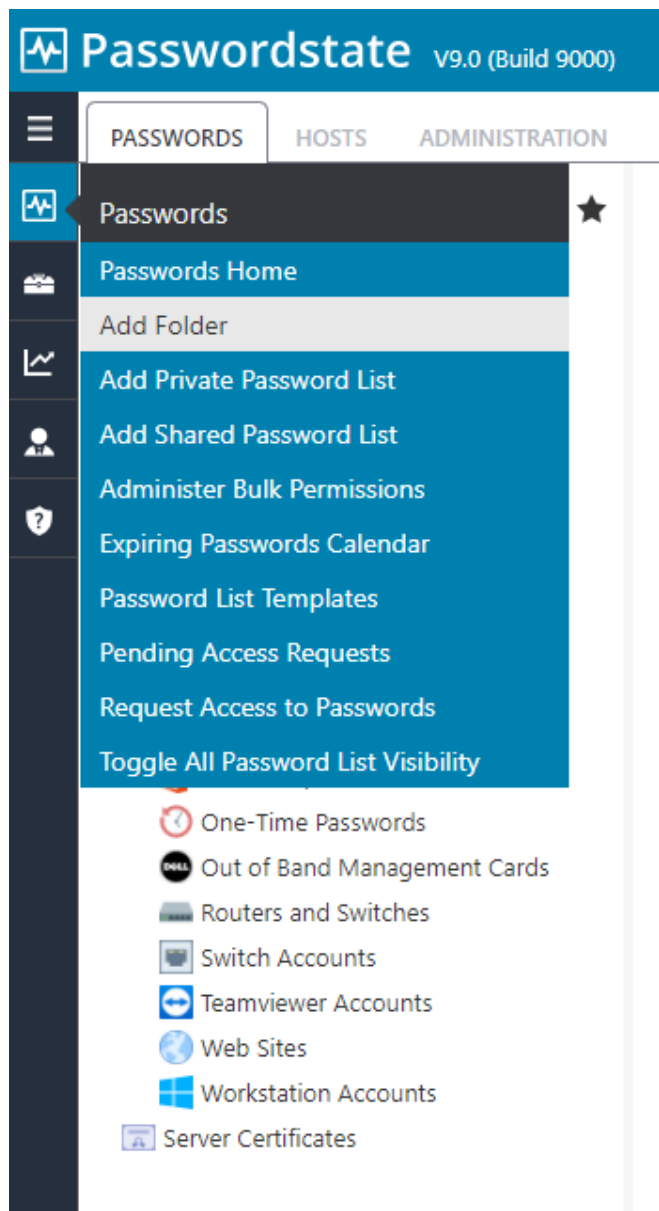 Passwordstate V9.0 (Build 9000)
PASSWORDS HOSTS ADMINISTRATION
Passwords
Passwords Home
Add Folder
Add Private Password List
Add Shared Password List
Administer Bulk Permissions
Expiring Passwords Calendar
Password List Templates
Pending Access Requests
Request Access to Passwords
Toggle All Password List Visibility
One-Time Passwords
DELL Out of Band Management Cards
Routers and Switches
Switch Accounts
Teamviewer Accounts
Web Sites
Workstation Accounts
Server Certificates